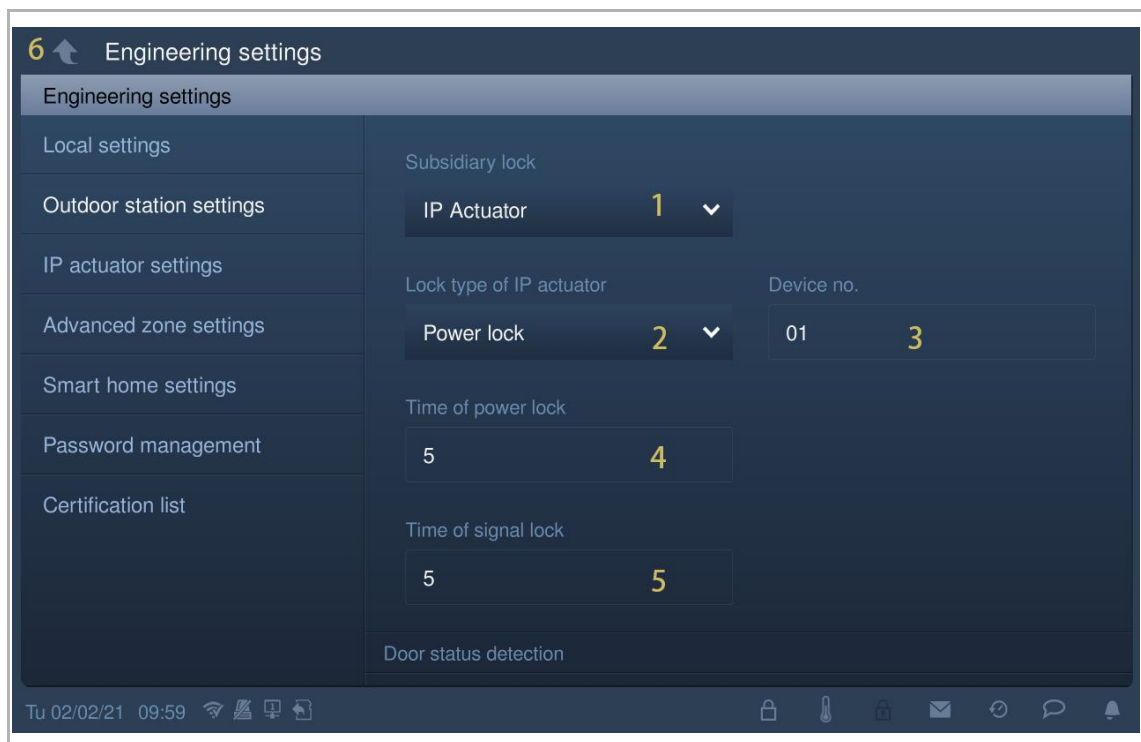 6 Engineering settings
Engineering settings
Local settings
Outdoor station settings
IP actuator settings
Advanced zone settings
Smart home settings
Password management
Certification list
Subsidiary lock
IP Actuator 1
Lock type of IP actuator Device no.
Power lock 2 01 3
Time of power lock
5 4
Time of signal lock
5 5
Door status detection
Tu 02/02/21 09:59 1